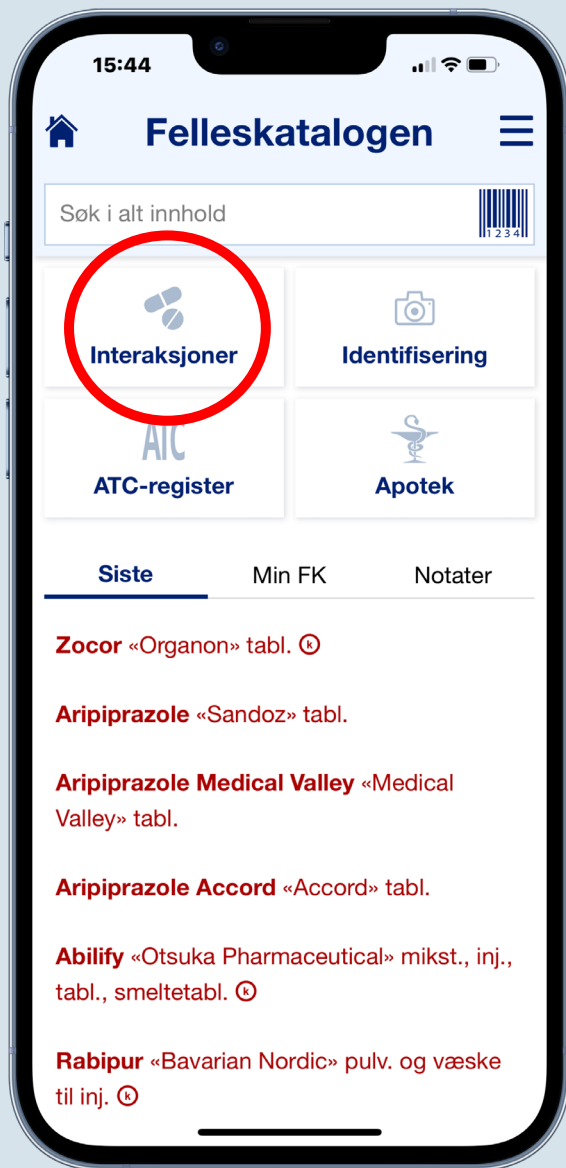 15:44
Felleskatalogen
Søk i alt innhold
1234
Interaksjoner
Identifisering
ATC
ATC-register
Apotek
Siste
Min FK
Notater
Zocor «Organon» tabl. k
Aripiprazole «Sandoz» tabl.
Aripiprazole Medical Valley «Medical
Valley» tabl.
Aripiprazole Accord «Accord» tabl.
Abilify «Otsuka Pharmaceutical» mikst., inj.,
tabl., smeltetabl. k
Rabipur «Bavarian Nordic» pulv. og væske
til inj. k